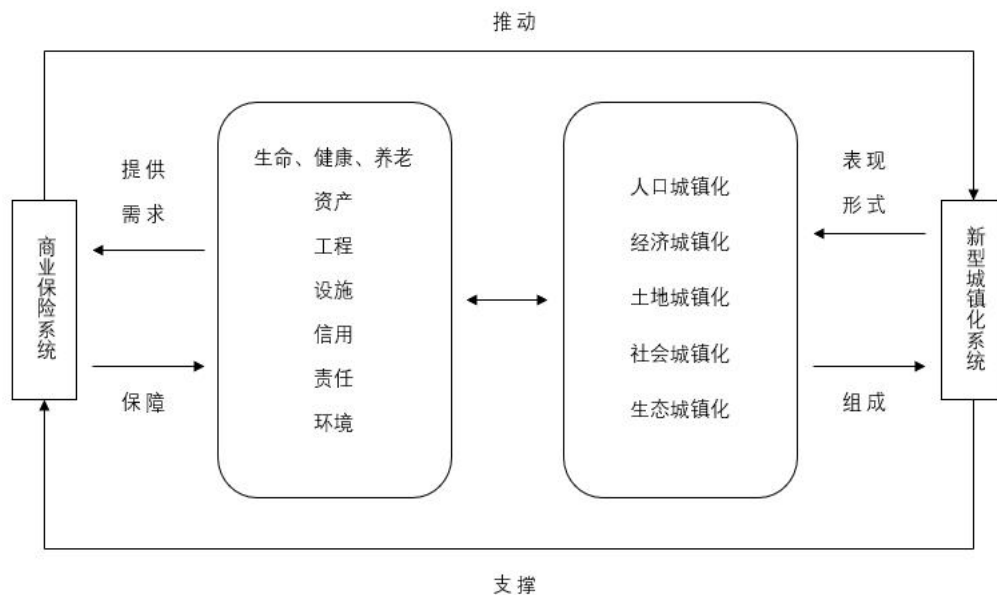 推动
提供
需求
商业保险系统
保障
生命、健康、养老
资产
工程
设施
信用
责任
环境
人口城镇化
经济城镇化
土地城镇化
社会城镇化
生态城镇化
表现
形式
新型城镇化系统
组成
支撑